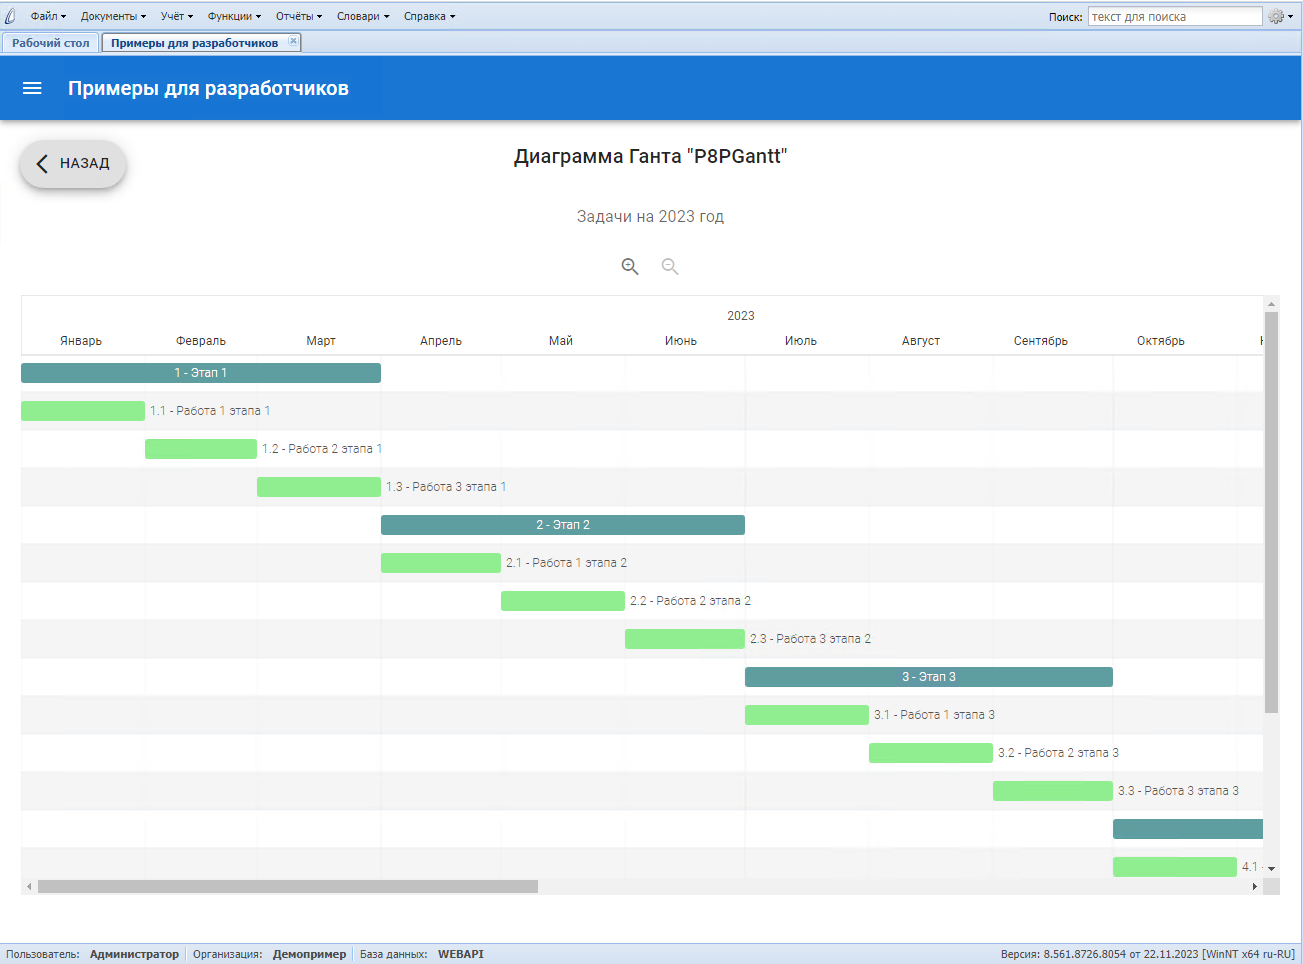 Файл Документы Учёт Функции Отчёты Словари Справка Поиск: текст для поиска
Рабочий стол Примеры для разработчиков
Примеры для разработчиков
НАЗАД
Диаграмма Ганта "P8PGantt"
Задачи на 2023 год
2023
Январь Февраль Март Апрель Май Июнь Июль Август Сентябрь Октябрь
1 - Этап 1
1.1 - Работа 1 этапа 1
1.2 - Работа 2 этапа 1
1.3 - Работа 3 этапа 1
2 - Этап 2
2.1 - Работа 1 этапа 2
2.2 - Работа 2 этапа 2
2.3 - Работа 3 этапа 2
3 - Этап 3
3.1 - Работа 1 этапа 3
3.2 - Работа 2 этапа 3
3.3 - Работа 3 этапа 3
4.1
Пользователь: Администратор Организация: Демопример База данных: WEBAPI Версия: 8.561.8726.8054 от 22.11.2023 [WinNT x64 ru-RU]